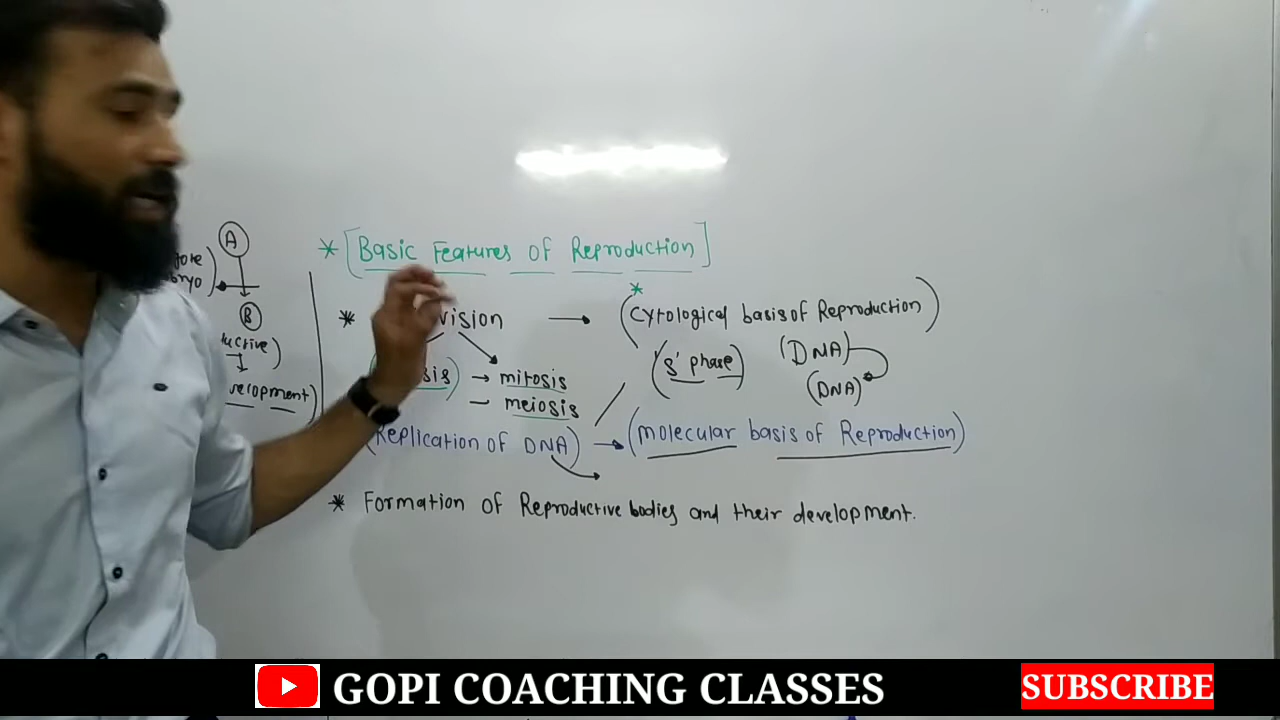 A
B
velopment)
* [Basic Features of Reproduction]
* vision → (Cytological basis of Reproduction)
*
sis) → mitosis
– meiosis
('S' phase)
(DNA)
(DNA)
(Replication of DNA) → (molecular basis of Reproduction)
* Formation of Reproductive bodies and their development.
GOPI COACHING CLASSES
SUBSCRIBE